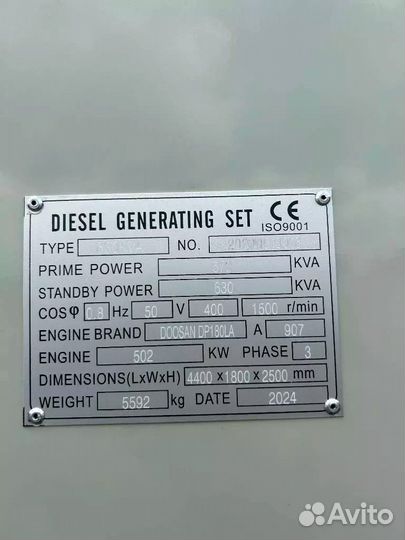 DIESEL GENERATING SET CE
ISO9001
TYPE NO.
PRIME POWER KVA
STANDBY POWER 630 KVA
COSφ 0.8 Hz 50 V 400 1500 r/min
ENGINE BRAND DOOSAN DP180LA A 907
ENGINE 502 KW PHASE 3
DIMENSIONS(LxWxH) 4400 x 1800 x 2500 mm
WEIGHT 5592 kg DATE 2024
Avito